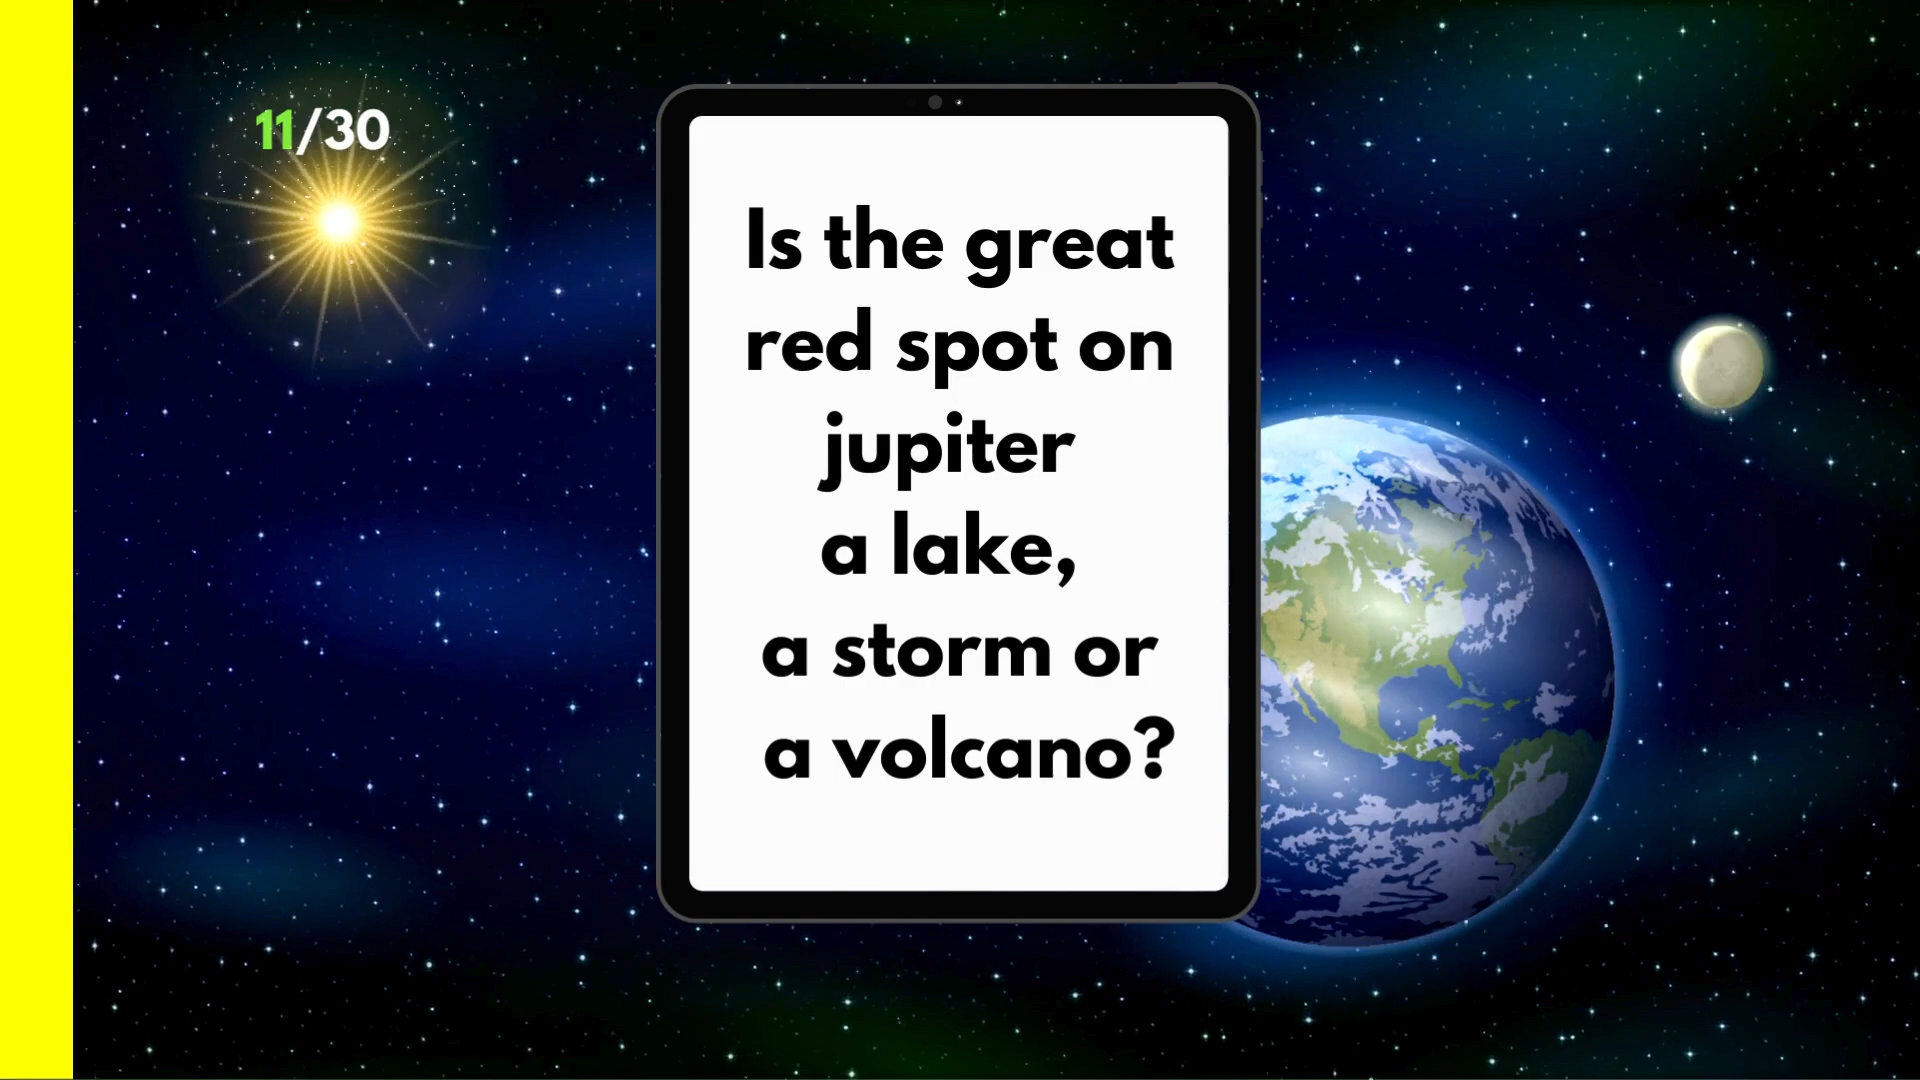 11/30
Is the great
red spot on
jupiter
a lake,
a storm or
a volcano?